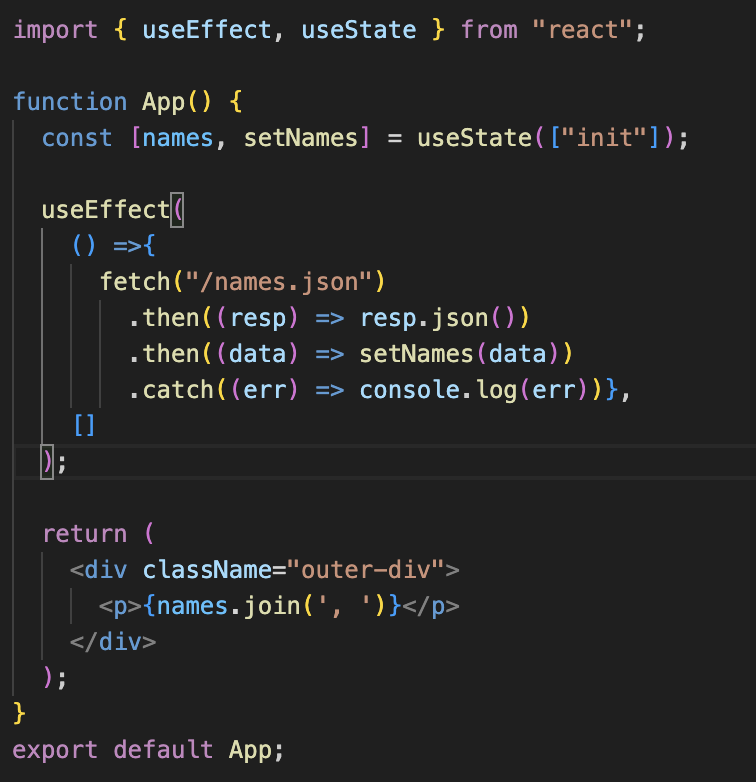 import { useEffect, useState } from "react";

function App() {
  const [names, setNames] = useState(["init"]);

  useEffect(
    () =>{
      fetch("/names.json")
        .then((resp) => resp.json())
        .then((data) => setNames(data))
        .catch((err) => console.log(err))},
    []
  );

  return (
    <div className="outer-div">
      <p>{names.join(', ')}</p>
    </div>
  );
}
export default App;